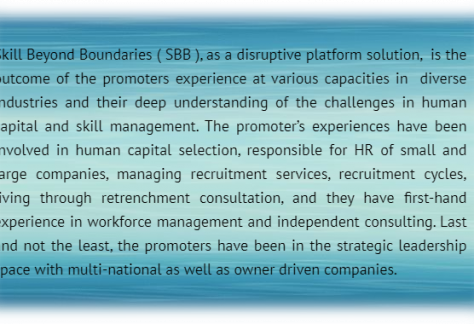 Skill Beyond Boundaries ( SBB ), as a disruptive platform solution, is the
outcome of the promoters experience at various capacities in diverse
industries and their deep understanding of the challenges in human
capital and skill management. The promoter's experiences have been
involved in human capital selection, responsible for HR of small and
large companies, managing recruitment services, recruitment cycles,
living through retrenchment consultation, and they have first-hand
experience in workforce management and independent consulting. Last
and not the least, the promoters have been in the strategic leadership
space with multi-national as well as owner driven companies.